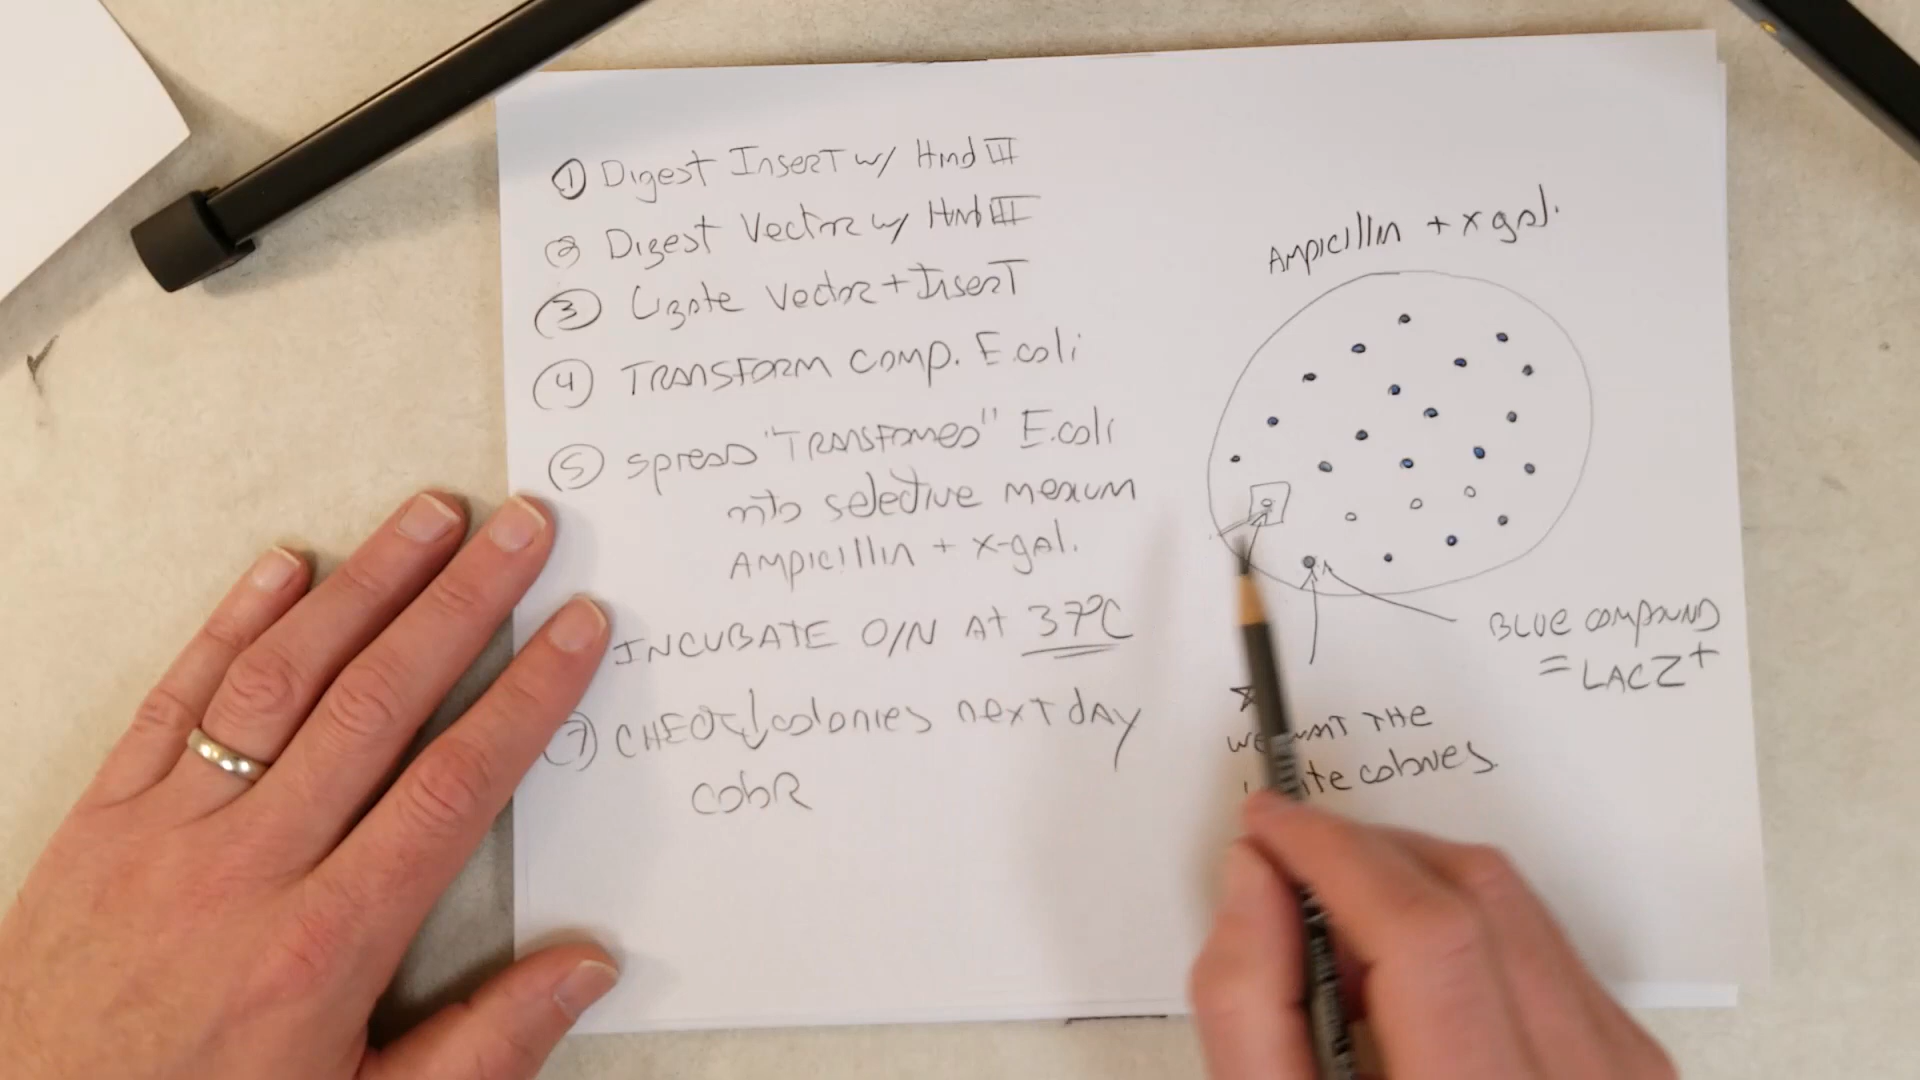 ① Digest Insert w/ Hind III
② Digest Vector w/ Hind III
③ Ligate Vector + Insert
④ TRANSFORM comp. E.coli
⑤ spread "TRANSFORMED" E.coli
into selective medium
Ampicillin + x-gal.
INCUBATE O/N At 37°C
⑦ CHECK ↓ colonies next day
color
Ampicillin + x gal.
BLUE COMPOUND
= LACZ+
THE
colonies.